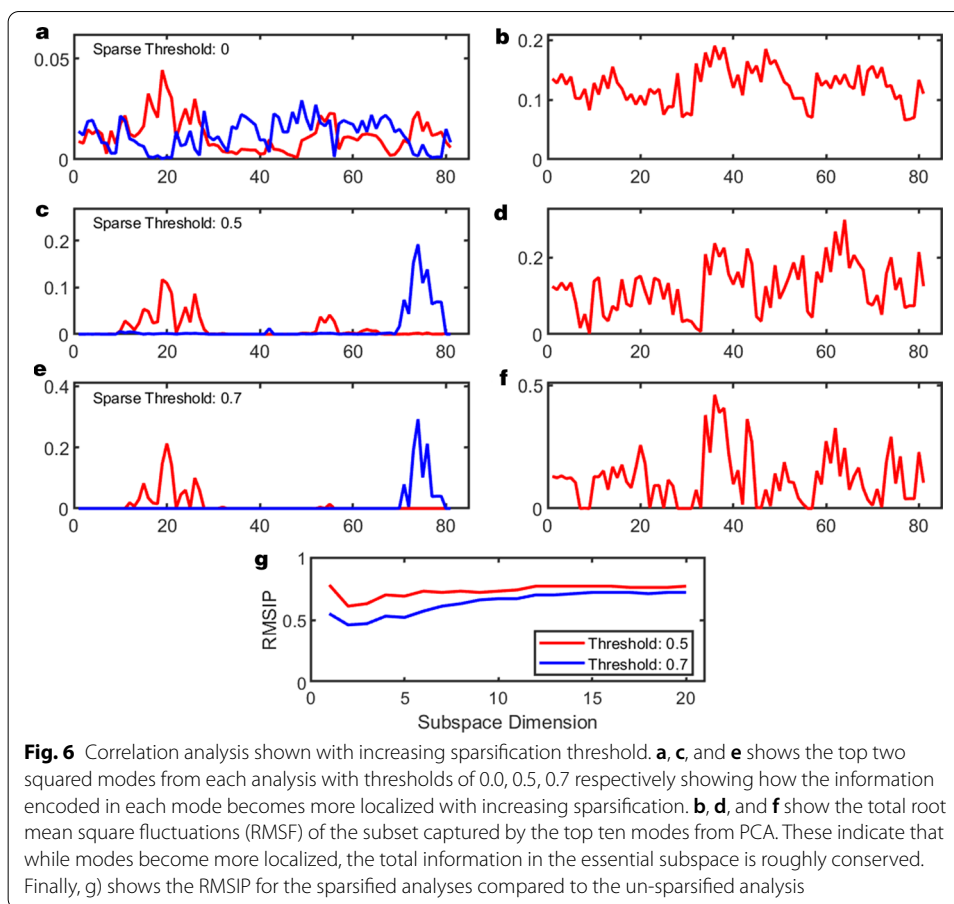 a
Sparse Threshold: 0
0.05
0
0 20 40 60 80
b
0.2
0.1
0
0 20 40 60 80
c
Sparse Threshold: 0.5
0.2
0.1
0
0 20 40 60 80
d
0.2
0
0 20 40 60 80
e
Sparse Threshold: 0.7
0.4
0.2
0
0 20 40 60 80
f
0.5
0
0 20 40 60 80
g
1
0.5
0
RMSIP
Threshold: 0.5
Threshold: 0.7
0 5 10 15 20
Subspace Dimension
Fig. 6 Correlation analysis shown with increasing sparsification threshold. a, c, and e shows the top two
squared modes from each analysis with thresholds of 0.0, 0.5, 0.7 respectively showing how the information
encoded in each mode becomes more localized with increasing sparsification. b, d, and f show the total root
mean square fluctuations (RMSF) of the subset captured by the top ten modes from PCA. These indicate that
while modes become more localized, the total information in the essential subspace is roughly conserved.
Finally, g) shows the RMSIP for the sparsified analyses compared to the un-sparsified analysis